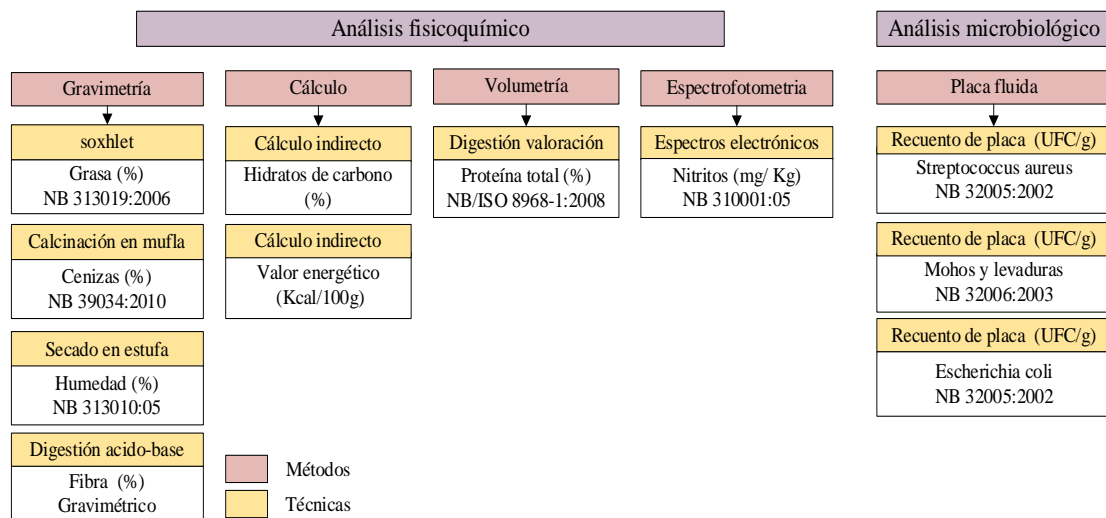 Análisis fisicoquímico
Análisis microbiológico
Gravimetría
soxhlet
Grasa (%)
NB 313019:2006
Calcinación en mufla
Cenizas (%)
NB 39034:2010
Secado en estufa
Humedad (%)
NB 313010:05
Digestión acido-base
Fibra (%)
Gravimétrico
Cálculo
Cálculo indirecto
Hidratos de carbono
(%)
Cálculo indirecto
Valor energético
(Kcal/100g)
Volumetría
Digestión valoración
Proteína total (%)
NB/ISO 8968-1:2008
Espectrofotometria
Espectros electrónicos
Nitritos (mg/ Kg)
NB 310001:05
Placa fluida
Recuento de placa (UFC/g)
Streptococcus aureus
NB 32005:2002
Recuento de placa (UFC/g)
Mohos y levaduras
NB 32006:2003
Recuento de placa (UFC/g)
Escherichia coli
NB 32005:2002
Métodos
Técnicas